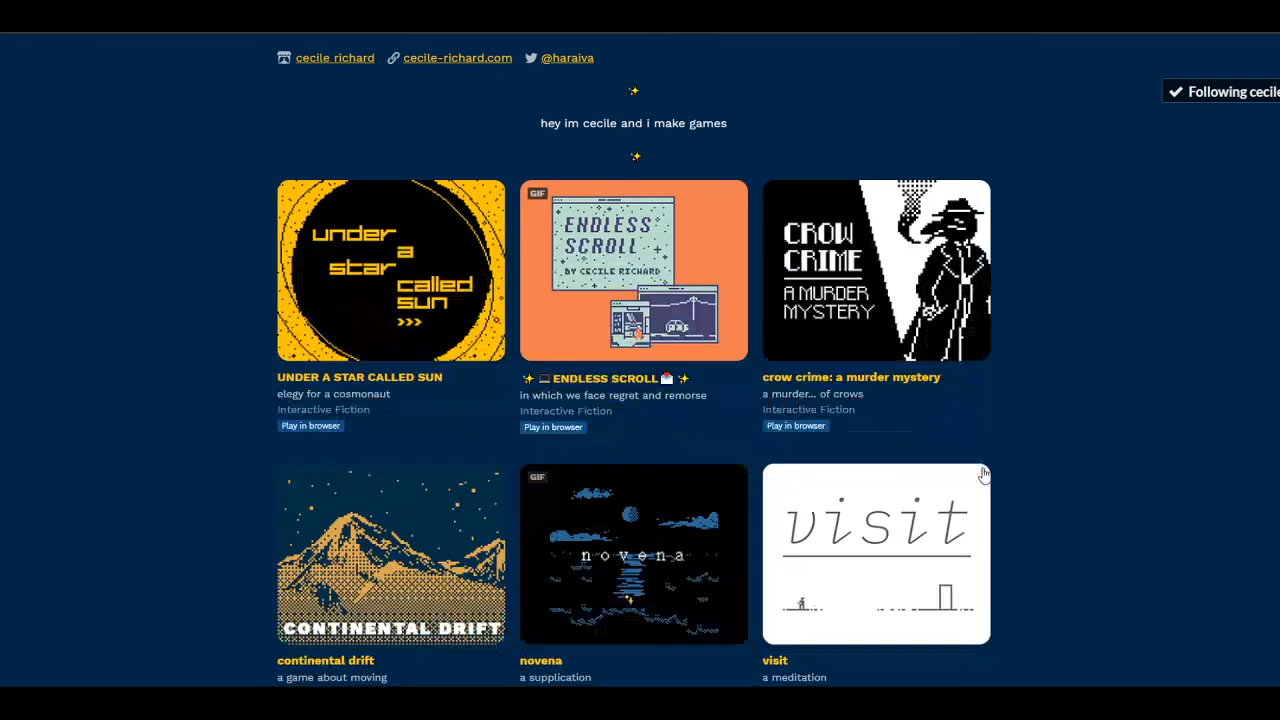 cecile richard cecile-richard.com @haraiva
Following cecile
hey im cecile and i make games
under
a
star
called
sun
>>>
GIF
ENDLESS
SCROLL
BY CECILE RICHARD
CROW
CRIME
A MURDER
MYSTERY
UNDER A STAR CALLED SUN
elegy for a cosmonaut
Interactive Fiction
Play in browser
✨💻ENDLESS SCROLL📩✨
in which we face regret and remorse
Interactive Fiction
Play in browser
crow crime: a murder mystery
a murder... of crows
Interactive Fiction
Play in browser
CONTINENTAL DRIFT
GIF
novena
visit
continental drift
a game about moving
novena
a supplication
visit
a meditation